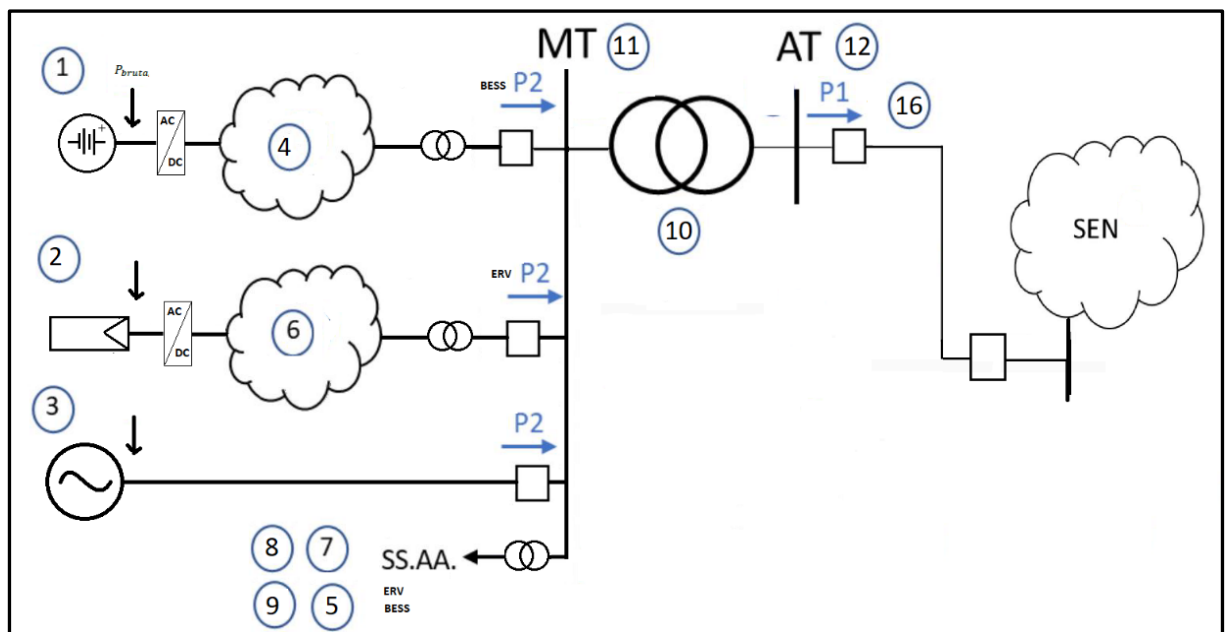 MT 11 AT 12
1 Pbruta, BESS P2 P1 16
AC
DC
4
10
SEN
2 ERV P2
AC
DC
6
3
P2
8 7 SS.AA. ERV
9 5 BESS